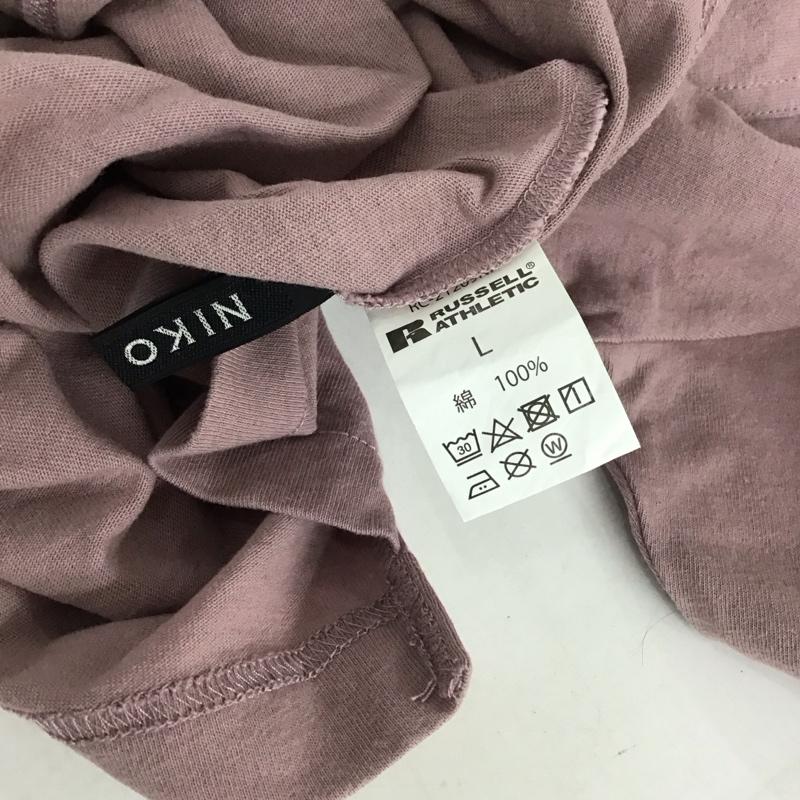 RUSSELL®
ATHLETIC
L
綿 100%
30
W
NIKO